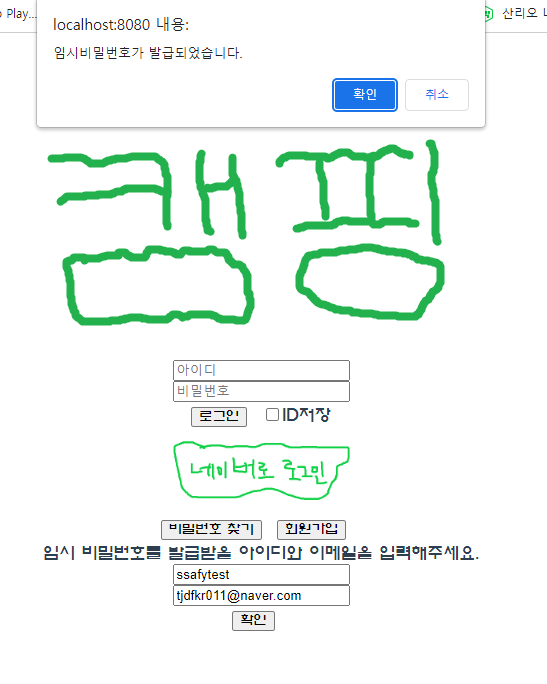 Play...
산리오 니
localhost:8080 내용:
임시비밀번호가 발급되었습니다.
확인 취소
캠핑
아이디
비밀번호
로그인 ID저장
네이버로 로그인
비밀번호 찾기 회원가입
임시 비밀번호를 발급받을 아이디와 이메일을 입력해주세요.
ssafytest
tjdfkr011@naver.com
확인